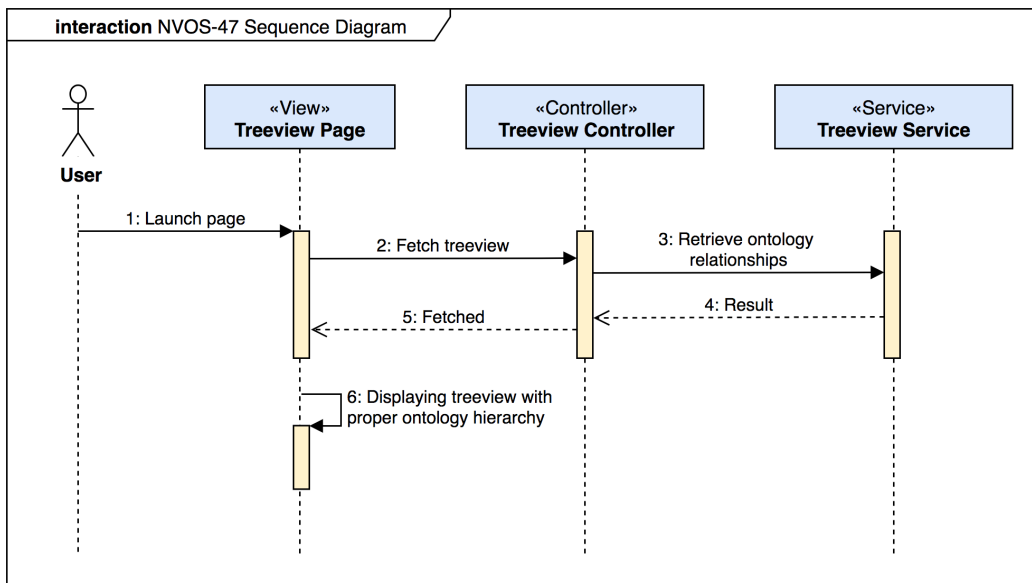 interaction NVOS-47 Sequence Diagram
«View»
Treeview Page
«Controller»
Treeview Controller
«Service»
Treeview Service
User
1: Launch page
2: Fetch treeview
3: Retrieve ontology
relationships
4: Result
5: Fetched
6: Displaying treeview with
proper ontology hierarchy